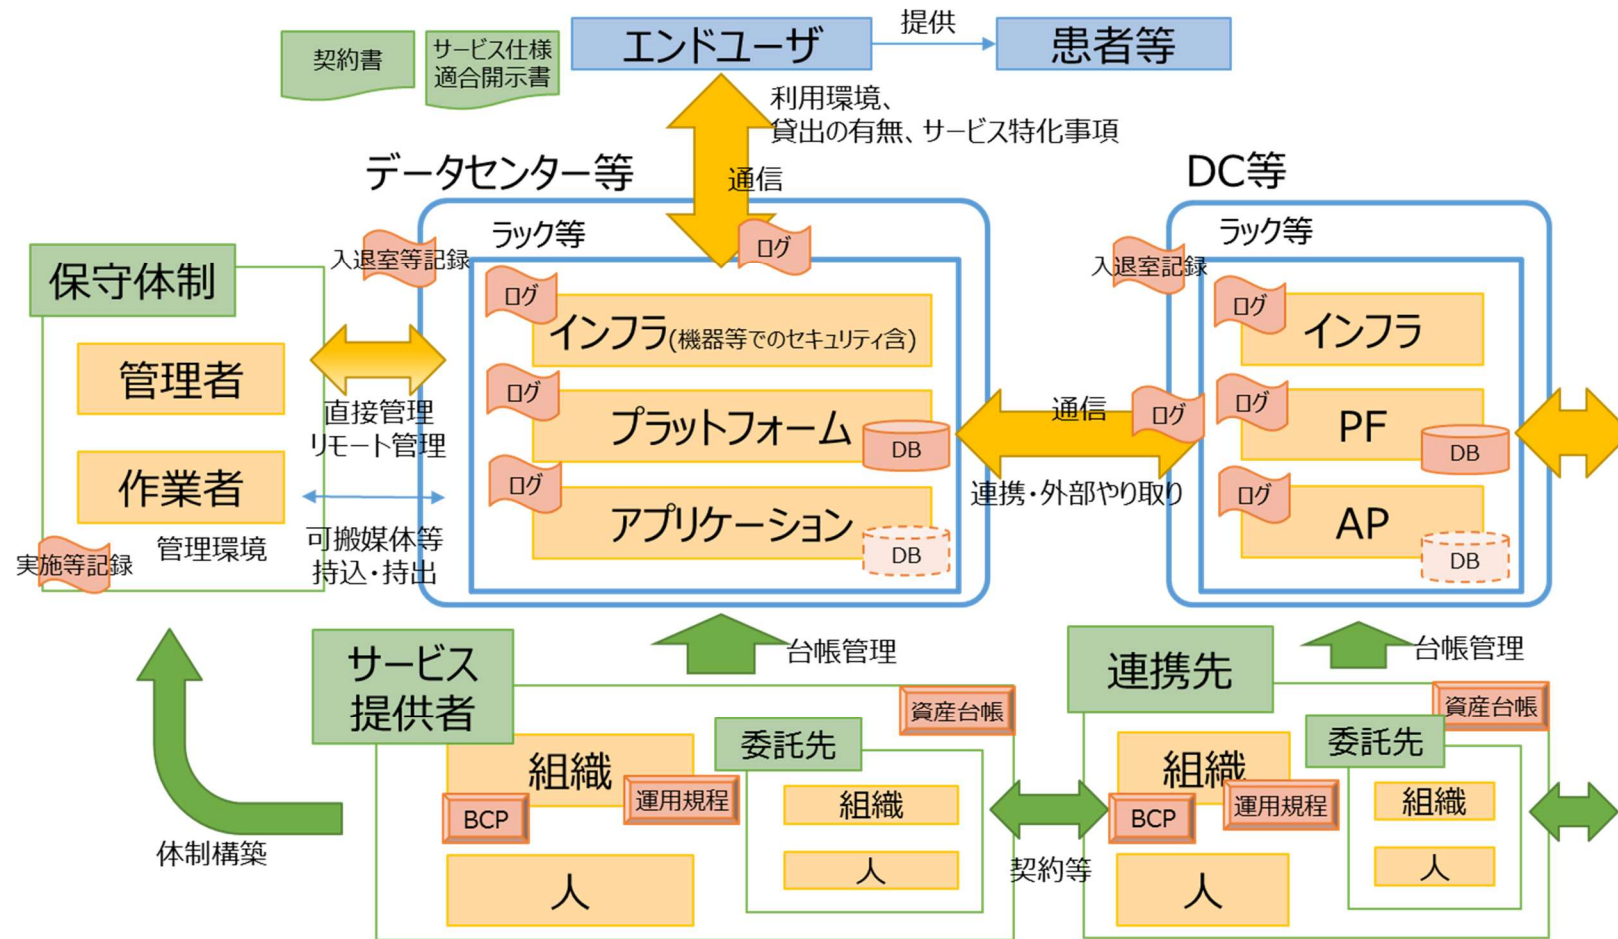 契約書
サービス仕様
適合開示書
エンドユーザ
提供
患者等
利用環境、
貸出の有無、サービス特化事項
通信
データセンター等
DC等
ラック等
ログ
入退室等記録
ラック等
入退室記録
保守体制
管理者
作業者
管理環境
実施等記録
直接管理
リモート管理
可搬媒体等
持込・持出
ログ
インフラ(機器等でのセキュリティ含)
ログ
プラットフォーム
DB
ログ
アプリケーション
DB
通信
ログ
連携・外部やり取り
ログ
インフラ
ログ
PF
DB
ログ
AP
DB
台帳管理
台帳管理
体制構築
サービス
提供者
資産台帳
組織
BCP
運用規程
人
委託先
組織
人
契約等
連携先
資産台帳
組織
BCP
運用規程
人
委託先
組織
人